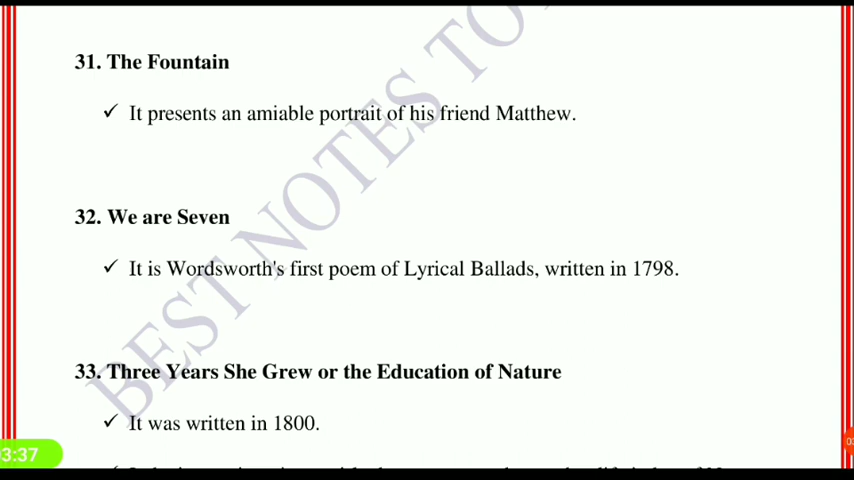 31. The Fountain
✓ It presents an amiable portrait of his friend Matthew.
32. We are Seven
✓ It is Wordsworth's first poem of Lyrical Ballads, written in 1798.
33. Three Years She Grew or the Education of Nature
✓ It was written in 1800.
BEST NOTES TO
3:37